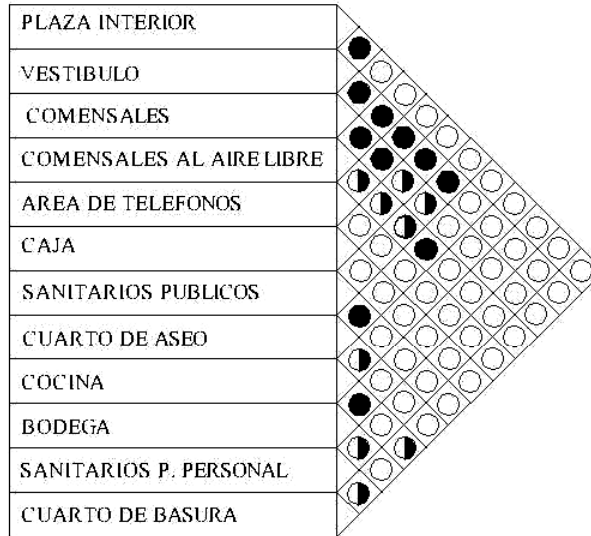 PLAZA INTERIOR
VESTIBULO
COMENSALES
COMENSALES AL AIRE LIBRE
AREA DE TELEFONOS
CAJA
SANITARIOS PUBLICOS
CUARTO DE ASEO
COCINA
BODEGA
SANITARIOS P. PERSONAL
CUARTO DE BASURA